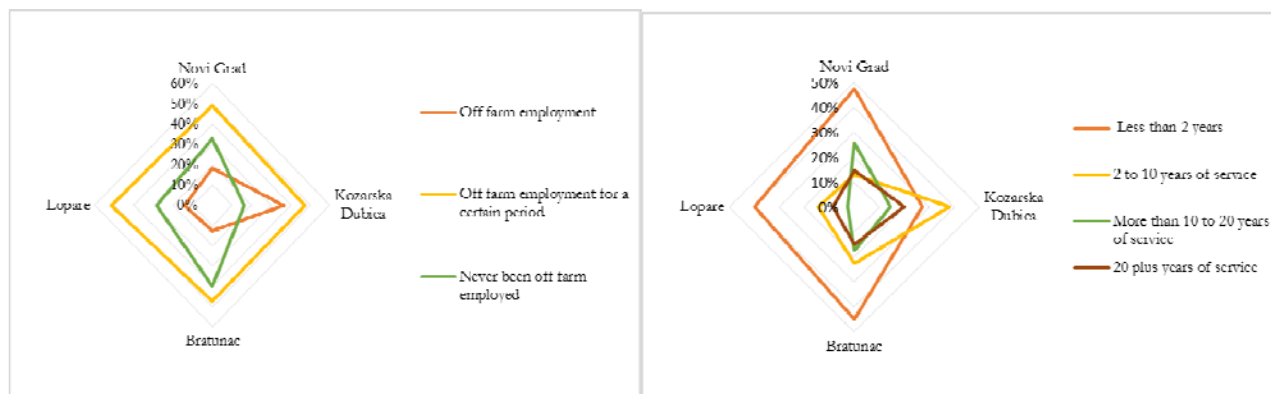 Novi Grad
60%
50%
40%
30%
20%
10%
0%
Lopare
Kozarska
Dubica
Bratunac
Off farm employment
Off farm employment for a
certain period
Never been off farm
employed
Novi Grad
50%
40%
30%
20%
10%
0%
Lopare
Kozarska
Dubica
Bratunac
Less than 2 years
2 to 10 years of service
More than 10 to 20 years
of service
20 plus years of service